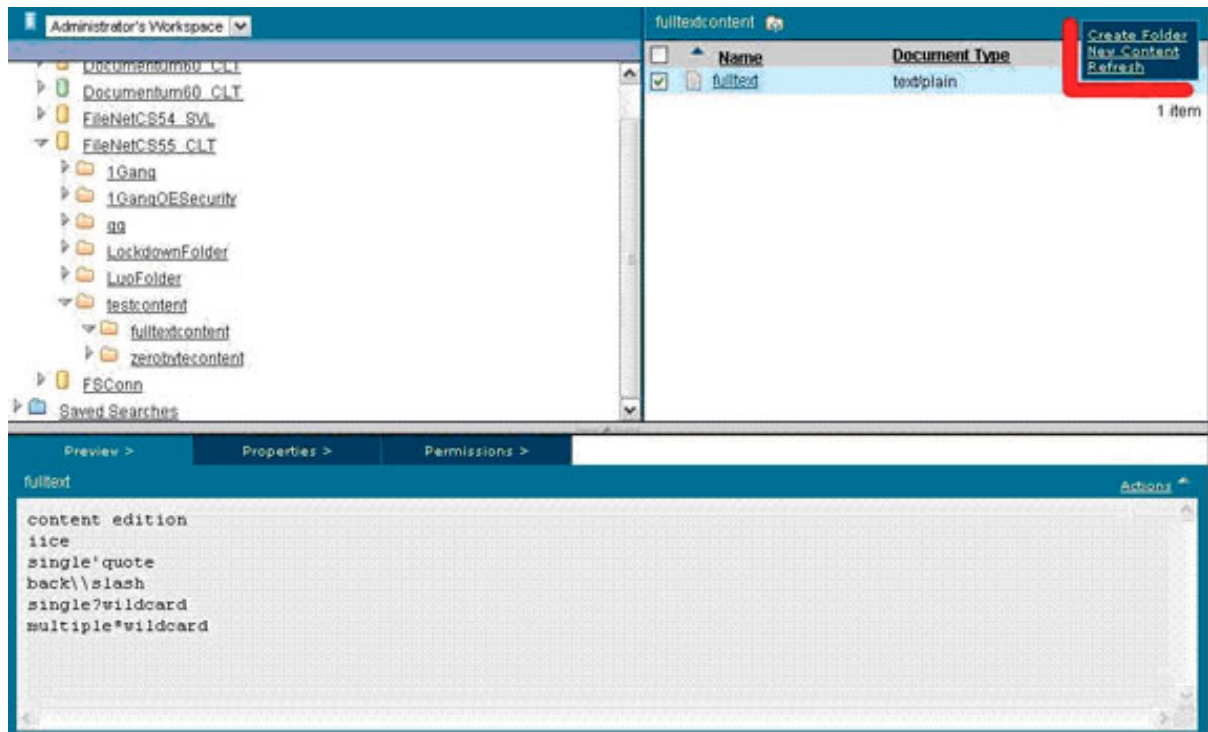 Administrator's Workspace
Documentum60 CLT
Documentum60_CLT
FileNetCS54_SVL
FileNetCS55_CLT
1Gang
1GangOESecurity
gg
LockdownFolder
LuoFolder
testcontent
fulltextcontent
zerobytecontent
FSConn
Saved Searches
fulltextcontent
Name Document Type
fulltext text/plain
Create Folder
New Content
Refresh
1 item
Preview > Properties > Permissions >
fulltext Actions
content edition
iice
single'quote
back\\slash
single?wildcard
multiple*wildcard